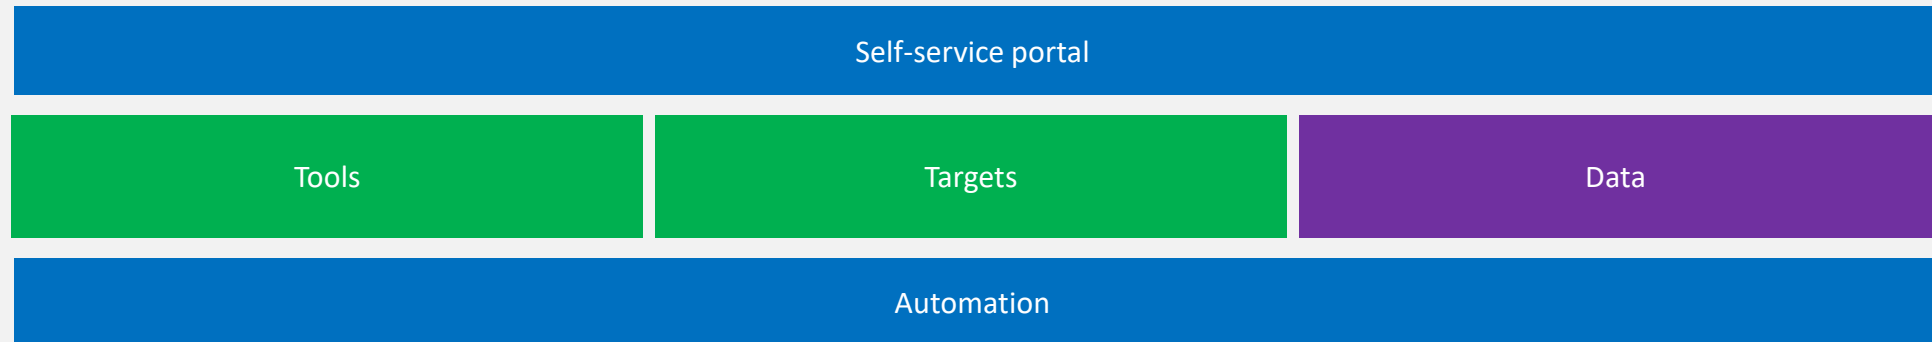 Self-service portal
Tools
Targets
Data
Automation